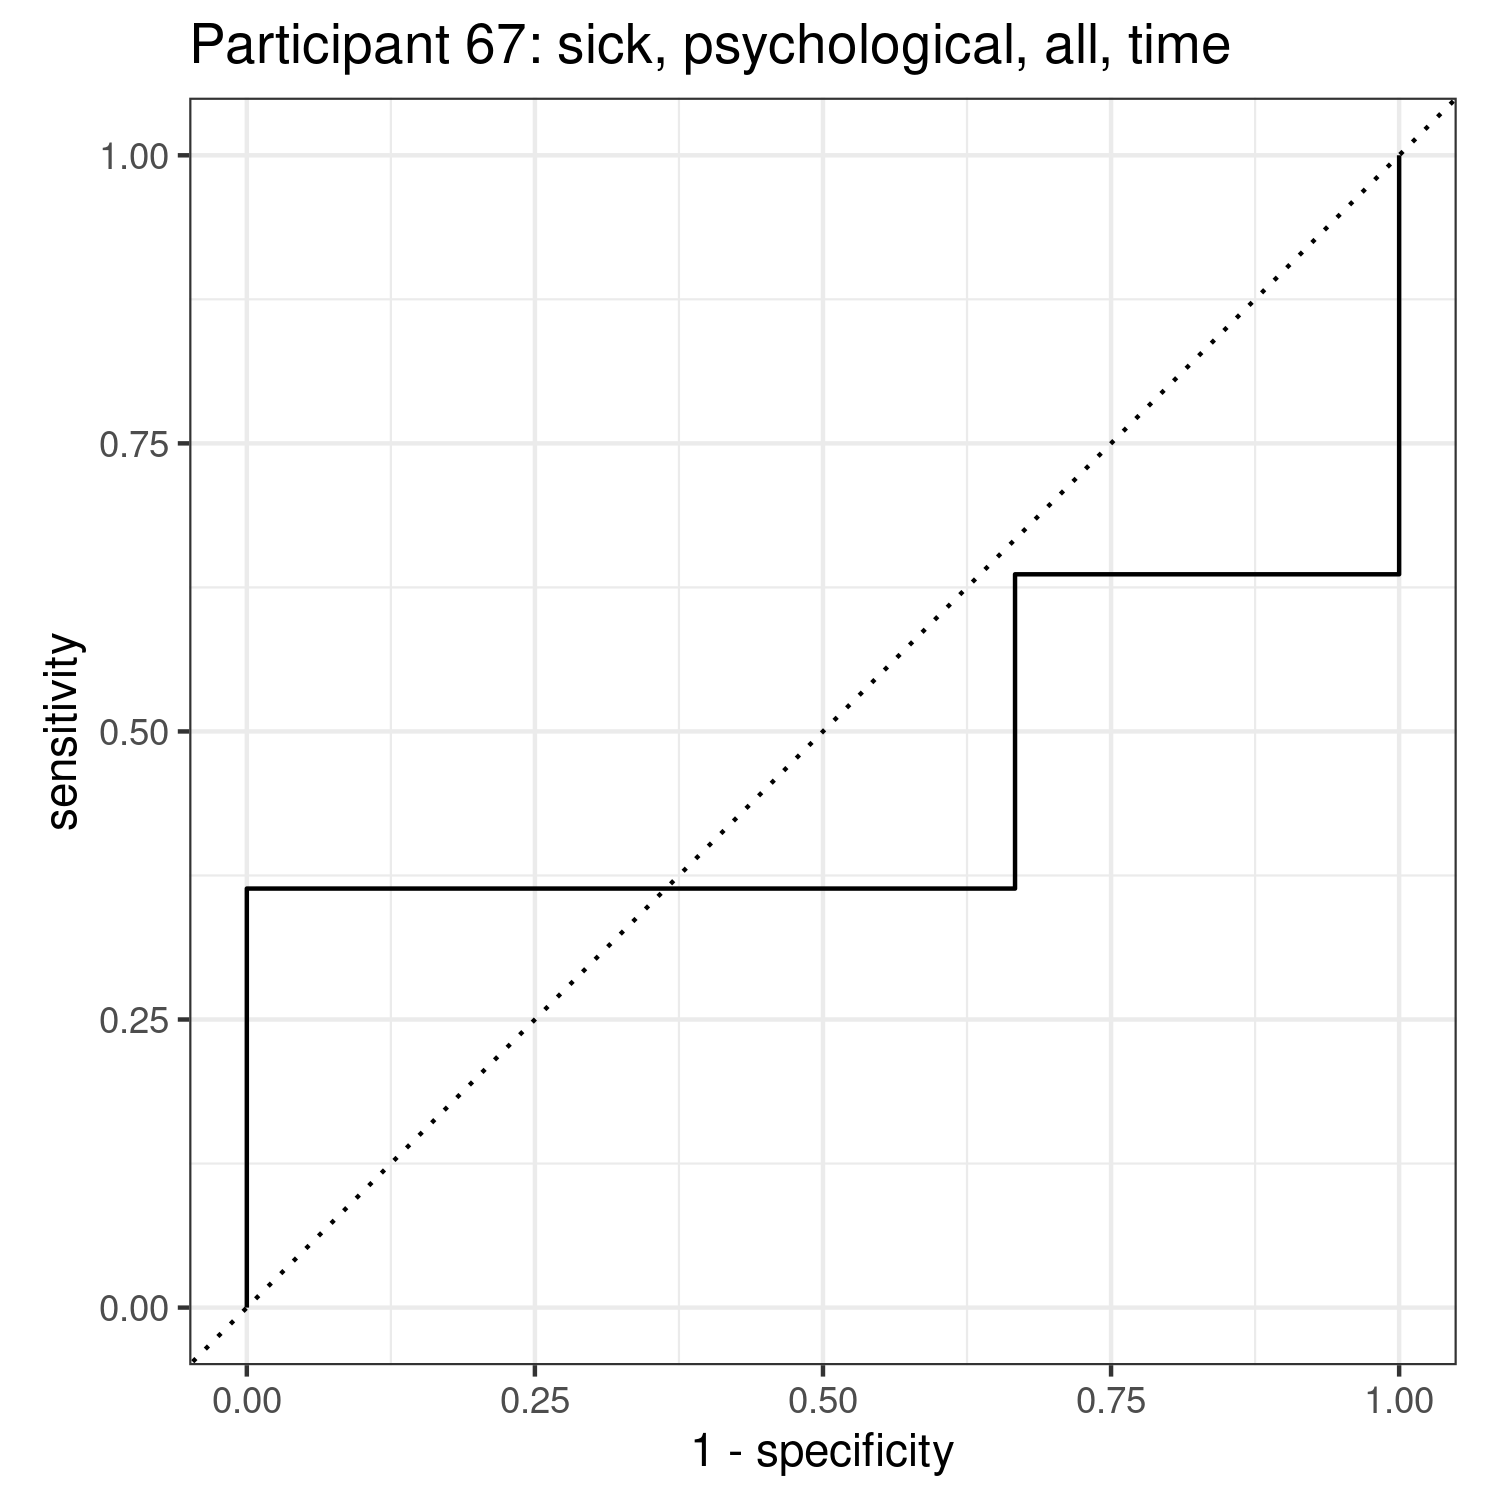 Participant 67: sick, psychological, all, time
1.00
0.75
0.50
0.25
0.00
sensitivity
0.00 0.25 0.50 0.75 1.00
1 - specificity